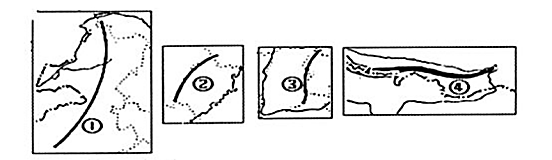 ① ② ③ ④